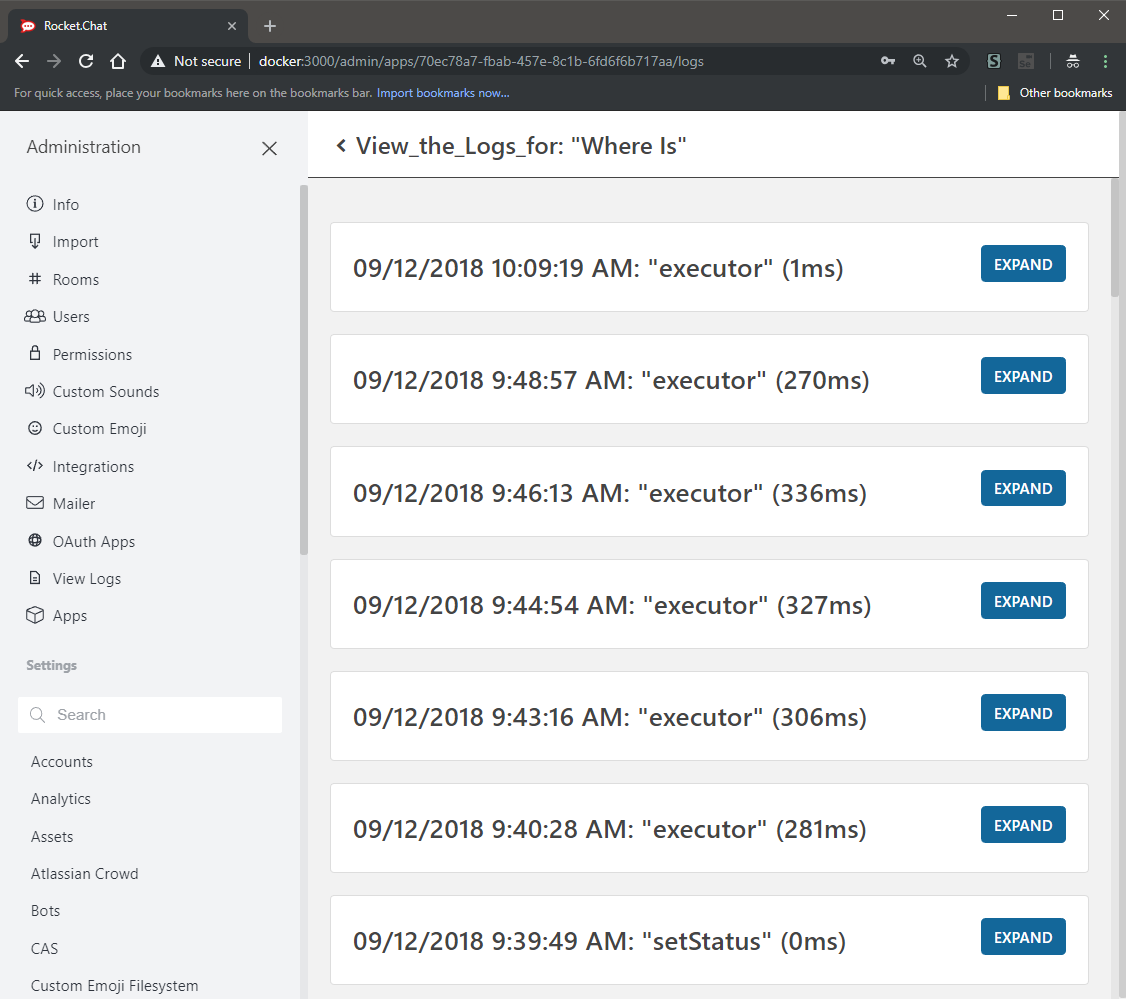 Rocket.Chat
Not secure docker:3000/admin/apps/70ec78a7-fbab-457e-8c1b-6fd6f6b717aa/logs
For quick access, place your bookmarks here on the bookmarks bar. Import bookmarks now...
Other bookmarks
Administration
Info
Import
Rooms
Users
Permissions
Custom Sounds
Custom Emoji
Integrations
Mailer
OAuth Apps
View Logs
Apps
Settings
Search
Accounts
Analytics
Assets
Atlassian Crowd
Bots
CAS
Custom Emoji Filesystem
View_the_Logs_for: "Where Is"
09/12/2018 10:09:19 AM: "executor" (1ms)
EXPAND
09/12/2018 9:48:57 AM: "executor" (270ms)
EXPAND
09/12/2018 9:46:13 AM: "executor" (336ms)
EXPAND
09/12/2018 9:44:54 AM: "executor" (327ms)
EXPAND
09/12/2018 9:43:16 AM: "executor" (306ms)
EXPAND
09/12/2018 9:40:28 AM: "executor" (281ms)
EXPAND
09/12/2018 9:39:49 AM: "setStatus" (0ms)
EXPAND